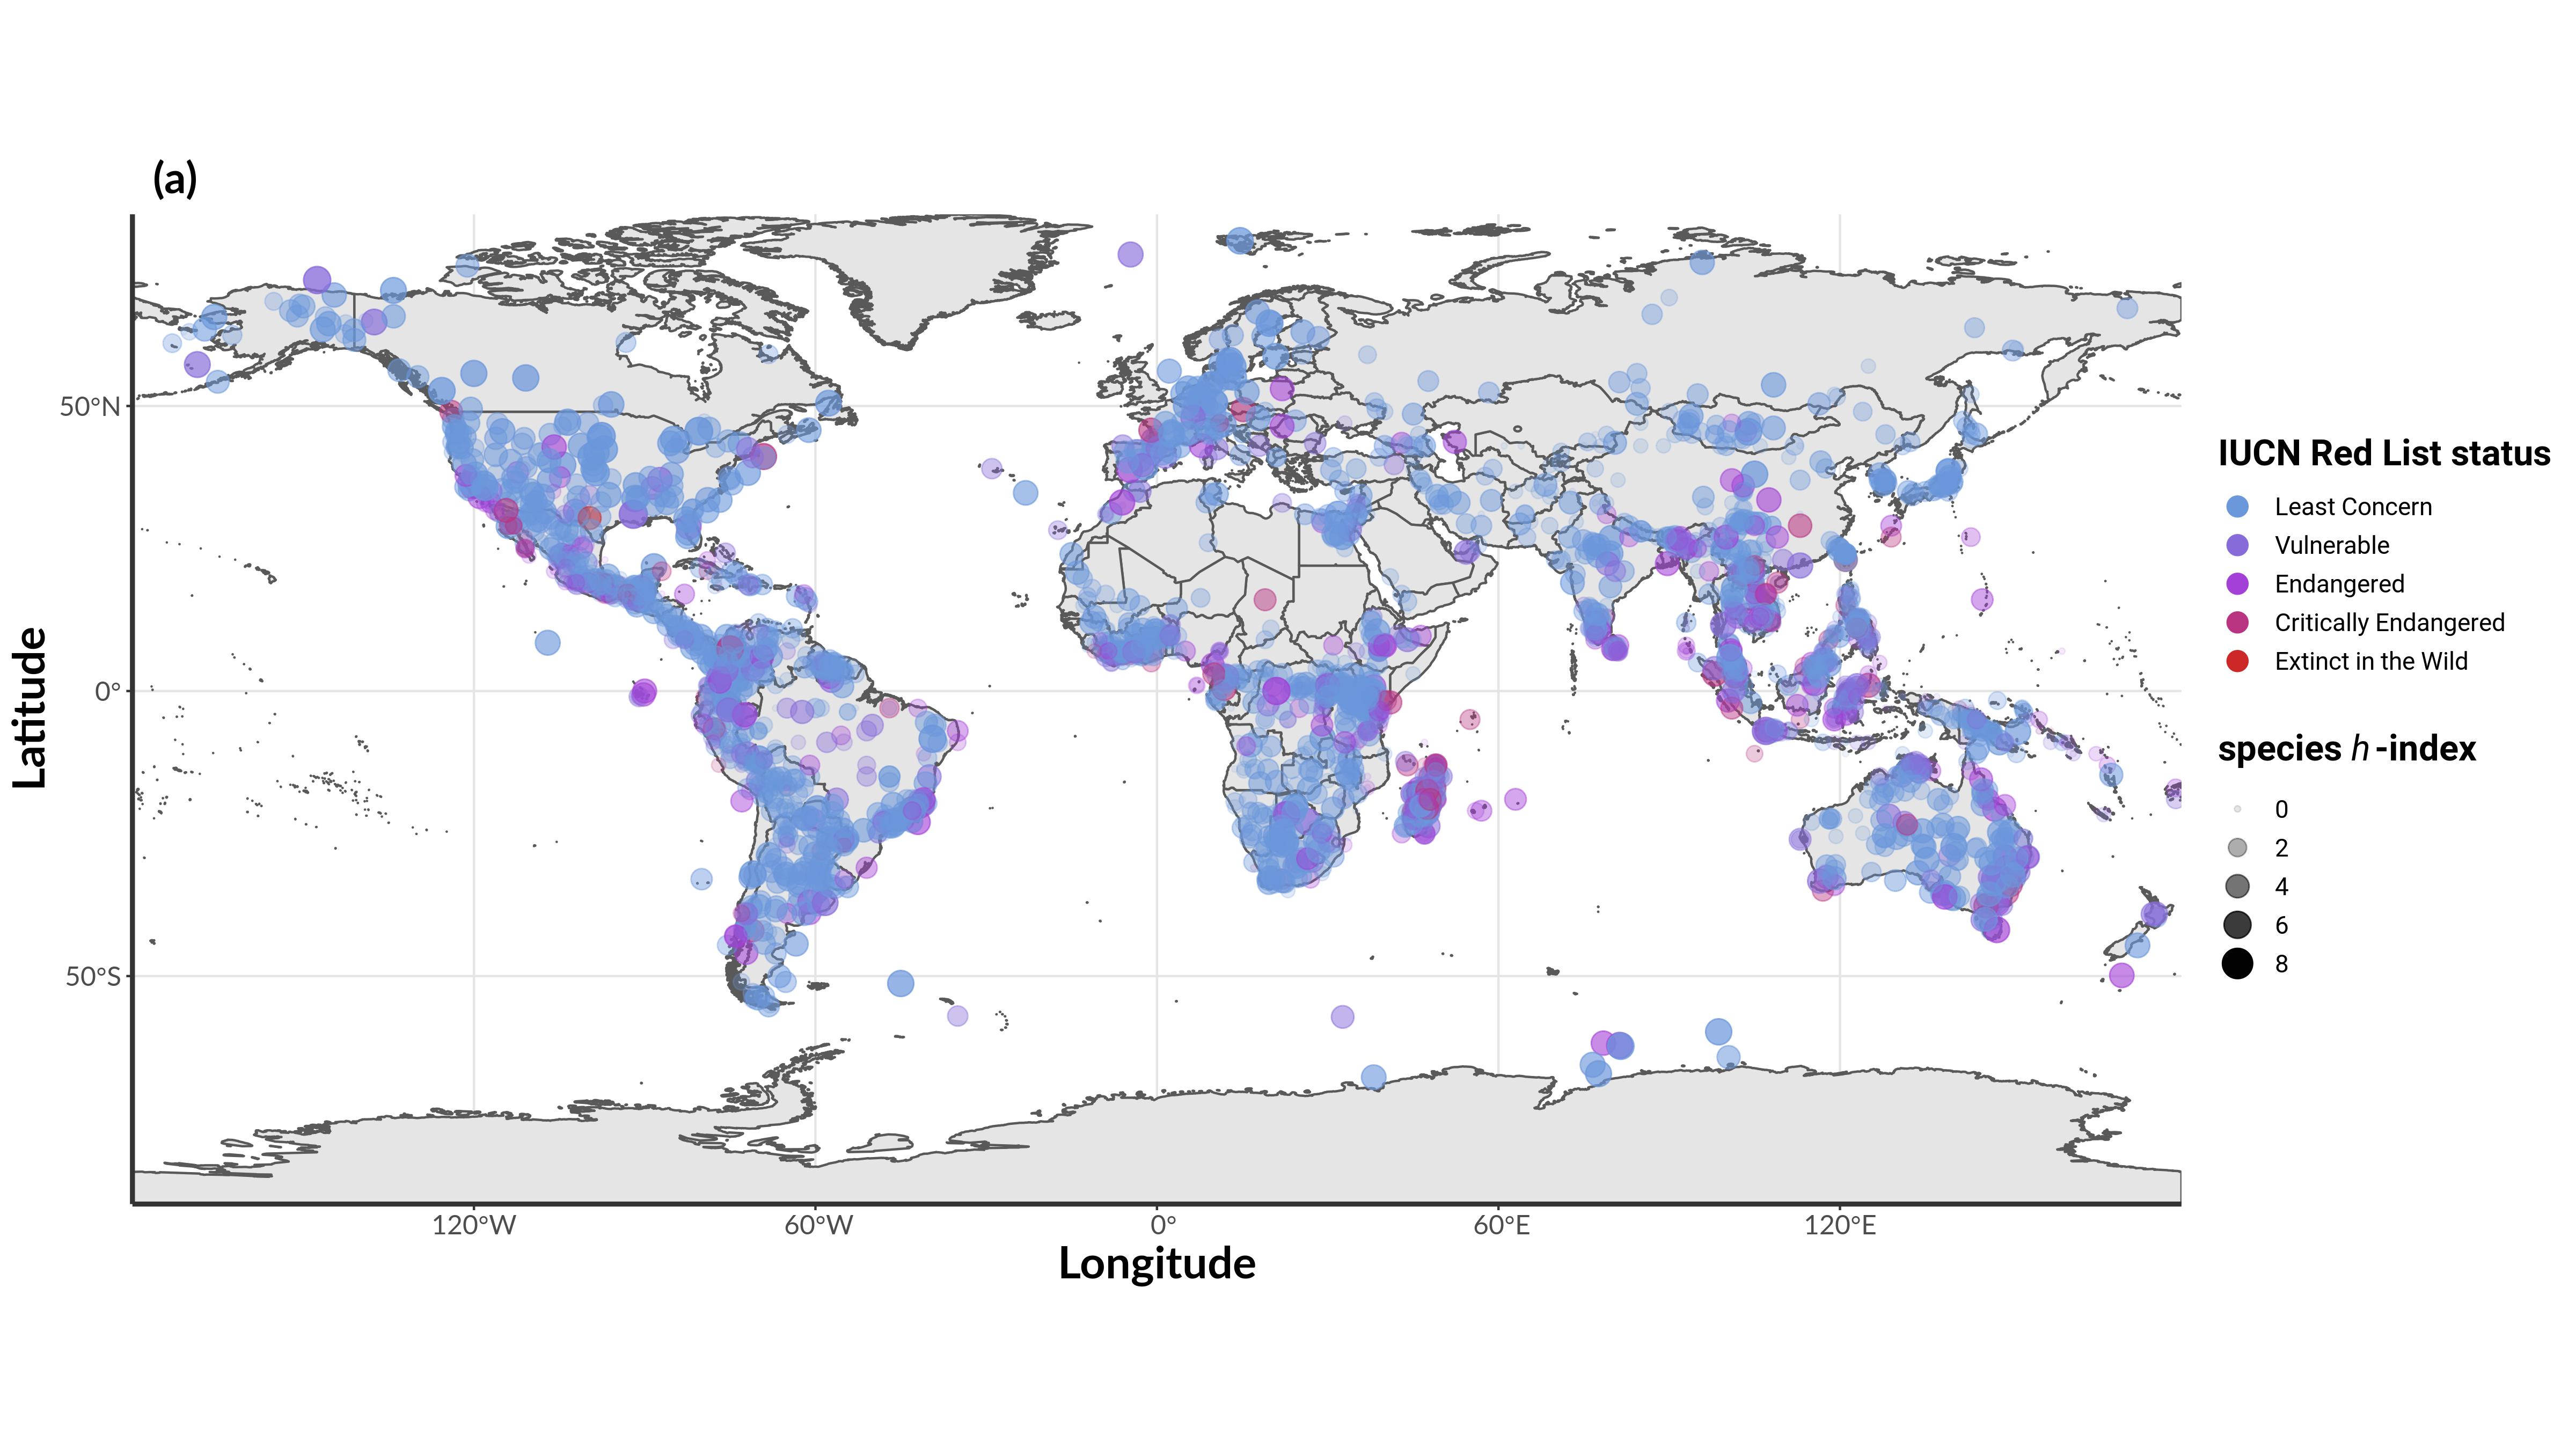 (a)
50°N
0°
50°S
Latitude
120°W
60°W
0°
60°E
120°E
Longitude
IUCN Red List status
Least Concern
Vulnerable
Endangered
Critically Endangered
Extinct in the Wild
species h-index
0
2
4
6
8